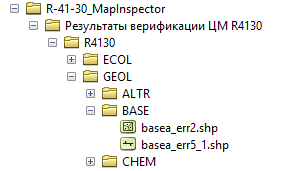 R-41-30_MapInspector
Результаты верификации ЦМ R4130
R4130
ECOL
GEOL
ALTR
BASE
basea_err2.shp
basea_err5_1.shp
CHEM